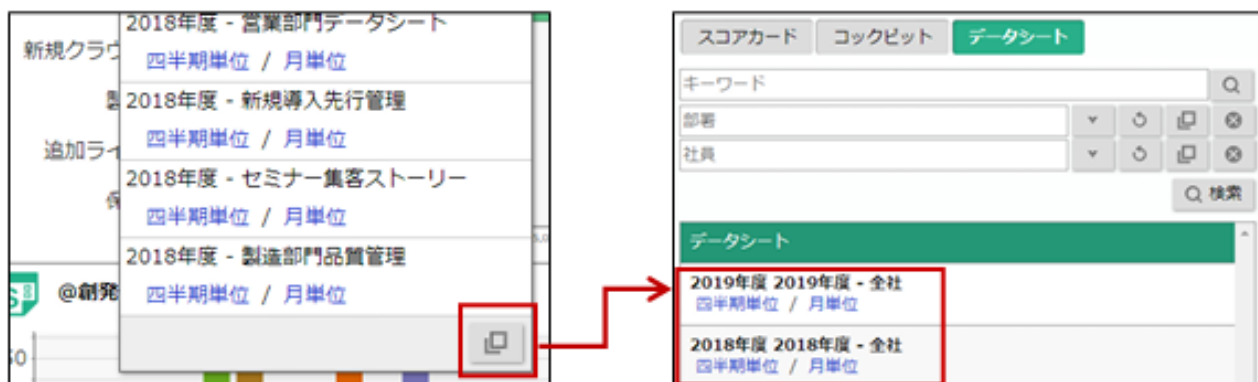 2018年度 - 営業部門データシート
新規クラウ
四半期単位 / 月単位
2018年度 - 新規導入先行管理
四半期単位 / 月単位
追加ライ
2018年度 - セミナー集客ストーリー
四半期単位 / 月単位
2018年度 - 製造部門品質管理
@創発
四半期単位 / 月単位
スコアカード コックピット データシート
キーワード
部署
社員
検索
データシート
2019年度 2019年度 - 全社
四半期単位 / 月単位
2018年度 2018年度 - 全社
四半期単位 / 月単位